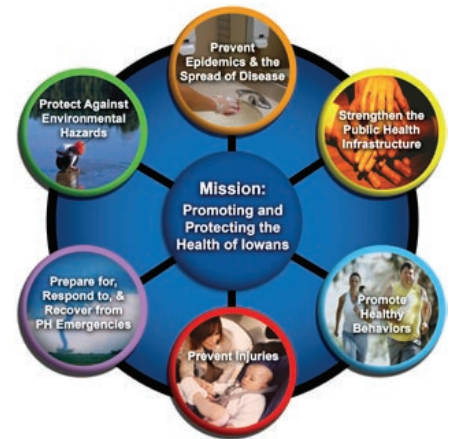 Prevent
Epidemics & the
Spread of Disease
Protect Against
Environmental
Hazards
Strengthen the
Public Health
Infrastructure
Mission:
Promoting and
Protecting the
Health of Iowans
Prepare for,
Respond to, &
Recover from
PH Emergencies
Promote
Healthy
Behaviors
Prevent Injuries